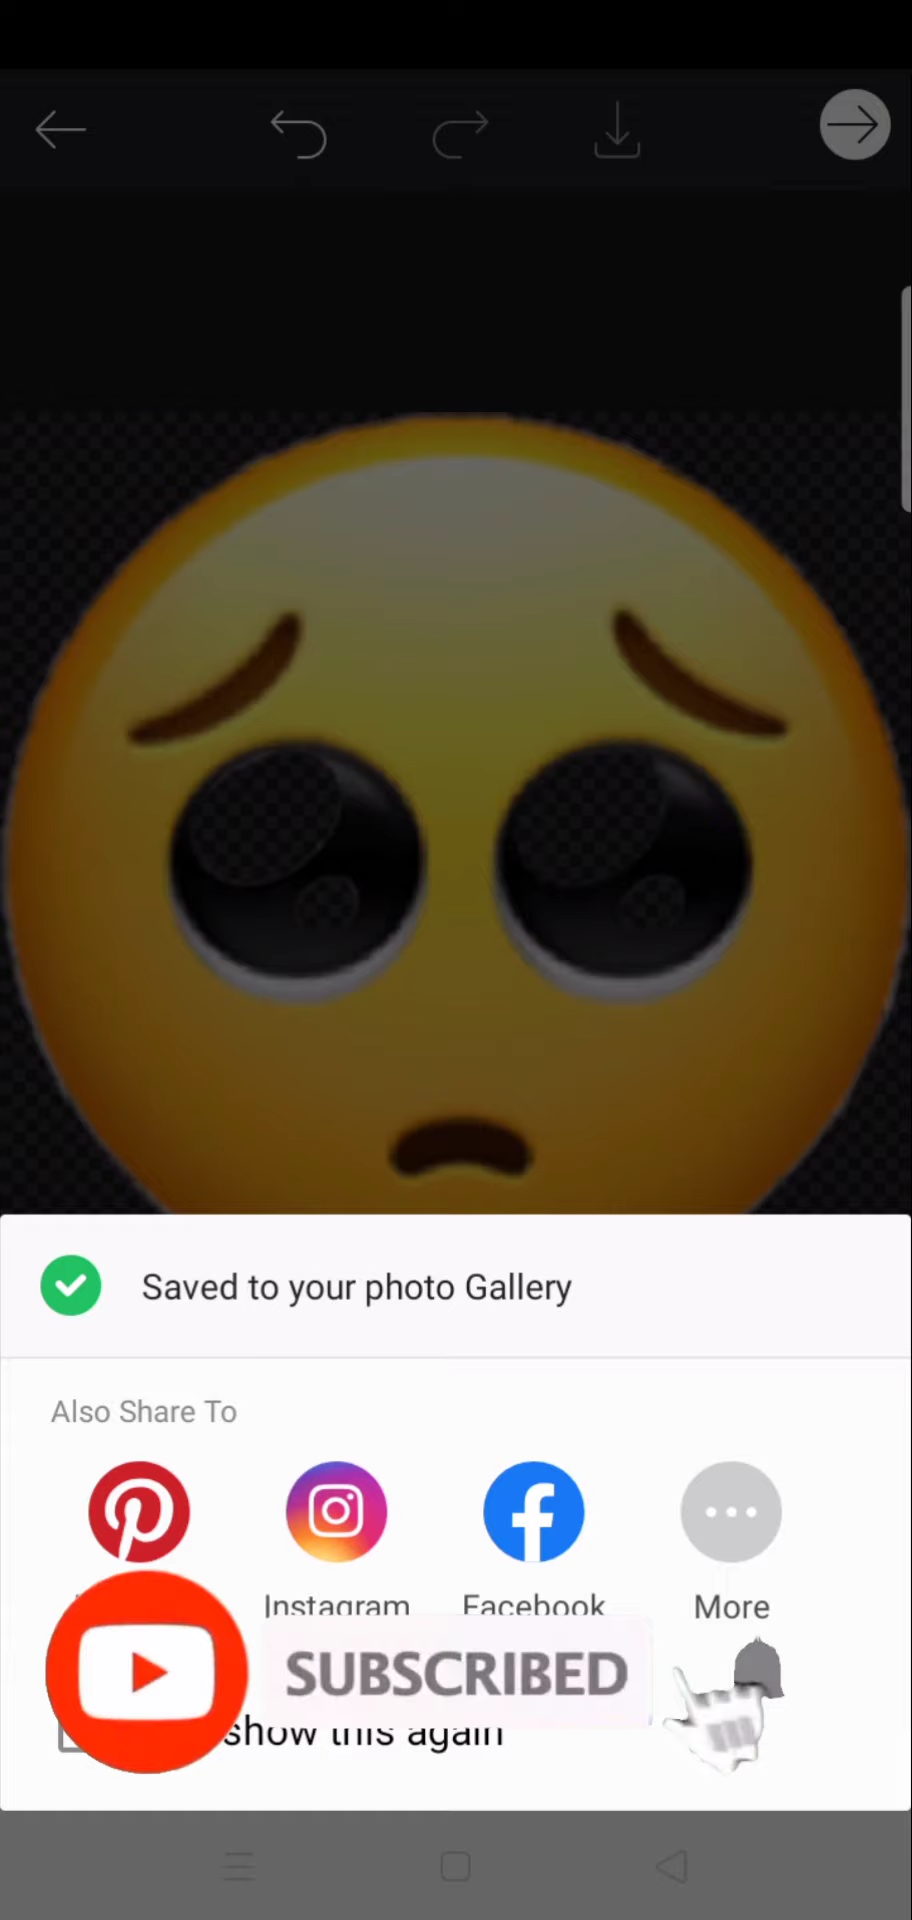 Saved to your photo Gallery
Also Share To
Instagram Facebook More
SUBSCRIBED
show this again